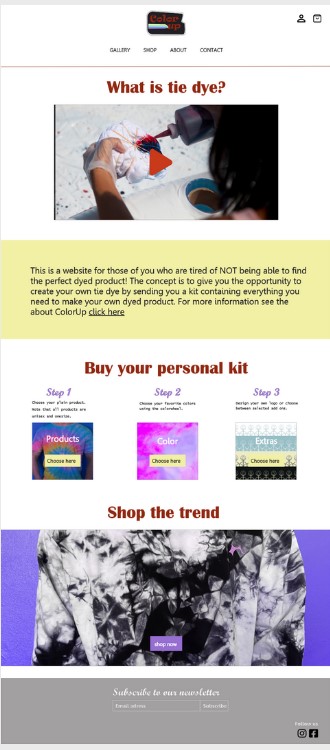 Color
up
GALLERY SHOP ABOUT CONTACT
What is tie dye?
This is a website for those of you who are tired of NOT being able to find
the perfect dyed product! The concept is to give you the opportunity to
create your own tie dye by sending you a kit containing everything you
need to make your own dyed product. For more information see the
about ColorUp click here
Buy your personal kit
Step 1
Choose your plain product.
Note that all products are
unisex and oversize.
Step 2
Choose your favorite colors
using the colorwheel.
Step 3
Design your own logo or choose
between selected add ons.
Products
Choose here
Color
Choose here
Extras
Choose here
Shop the trend
shop now
Subscribe to our newsletter
Email adress
Subscribe
Follow us